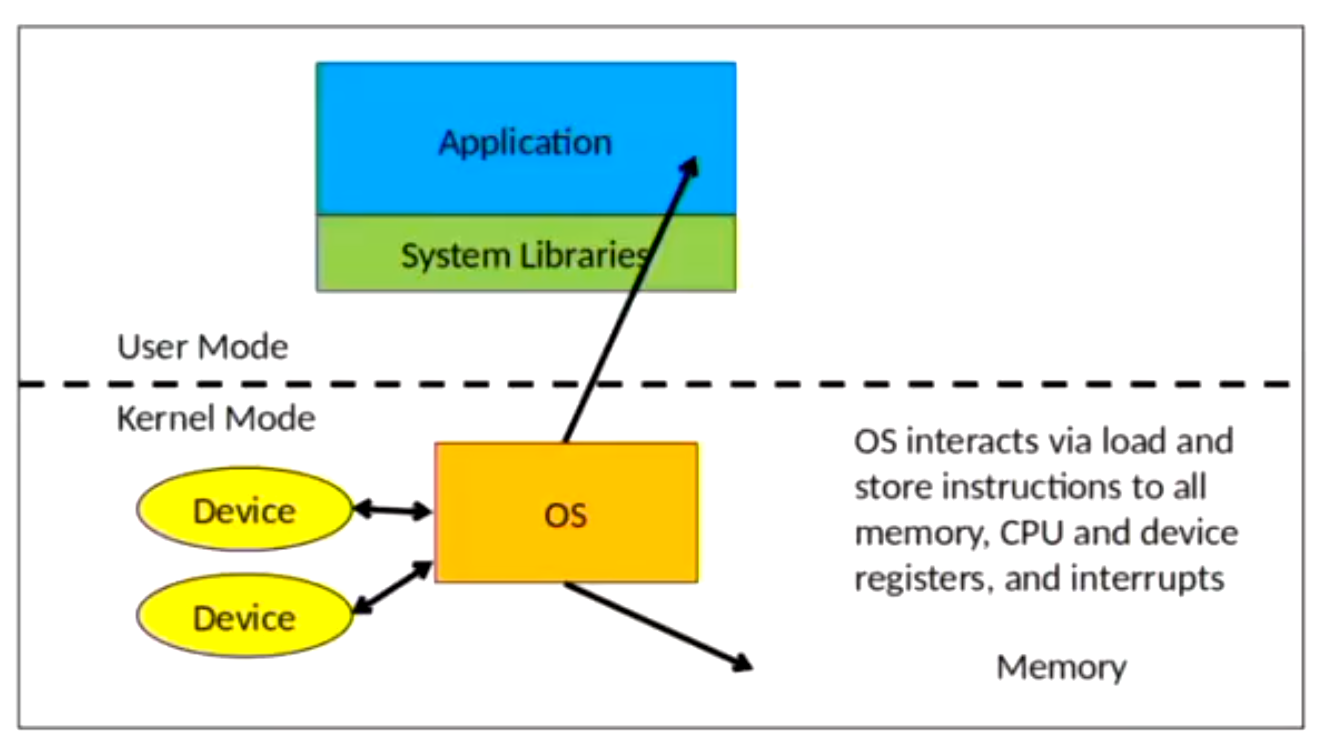 Application
System Libraries
User Mode
Kernel Mode
Device
Device
OS
OS interacts via load and
store instructions to all
memory, CPU and device
registers, and interrupts
Memory